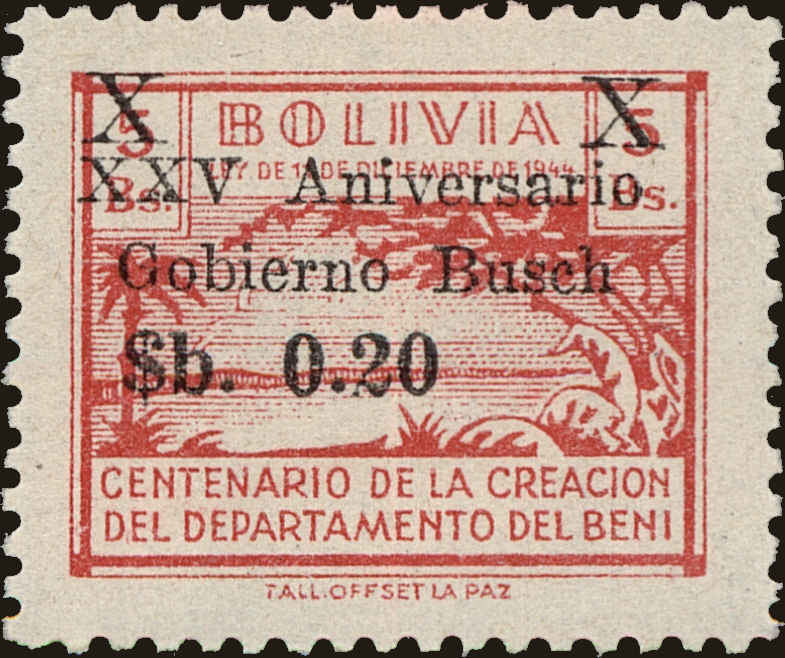 X X
5 BOLIVIA 5
LEY DE 11 DE DICIEMBRE DE 1944
Bs. Bs.
XXV Aniversario
Gobierno Busch
$b. 0.20
CENTENARIO DE LA CREACION
DEL DEPARTAMENTO DEL BENI
TALL.OFFSET LA PAZ